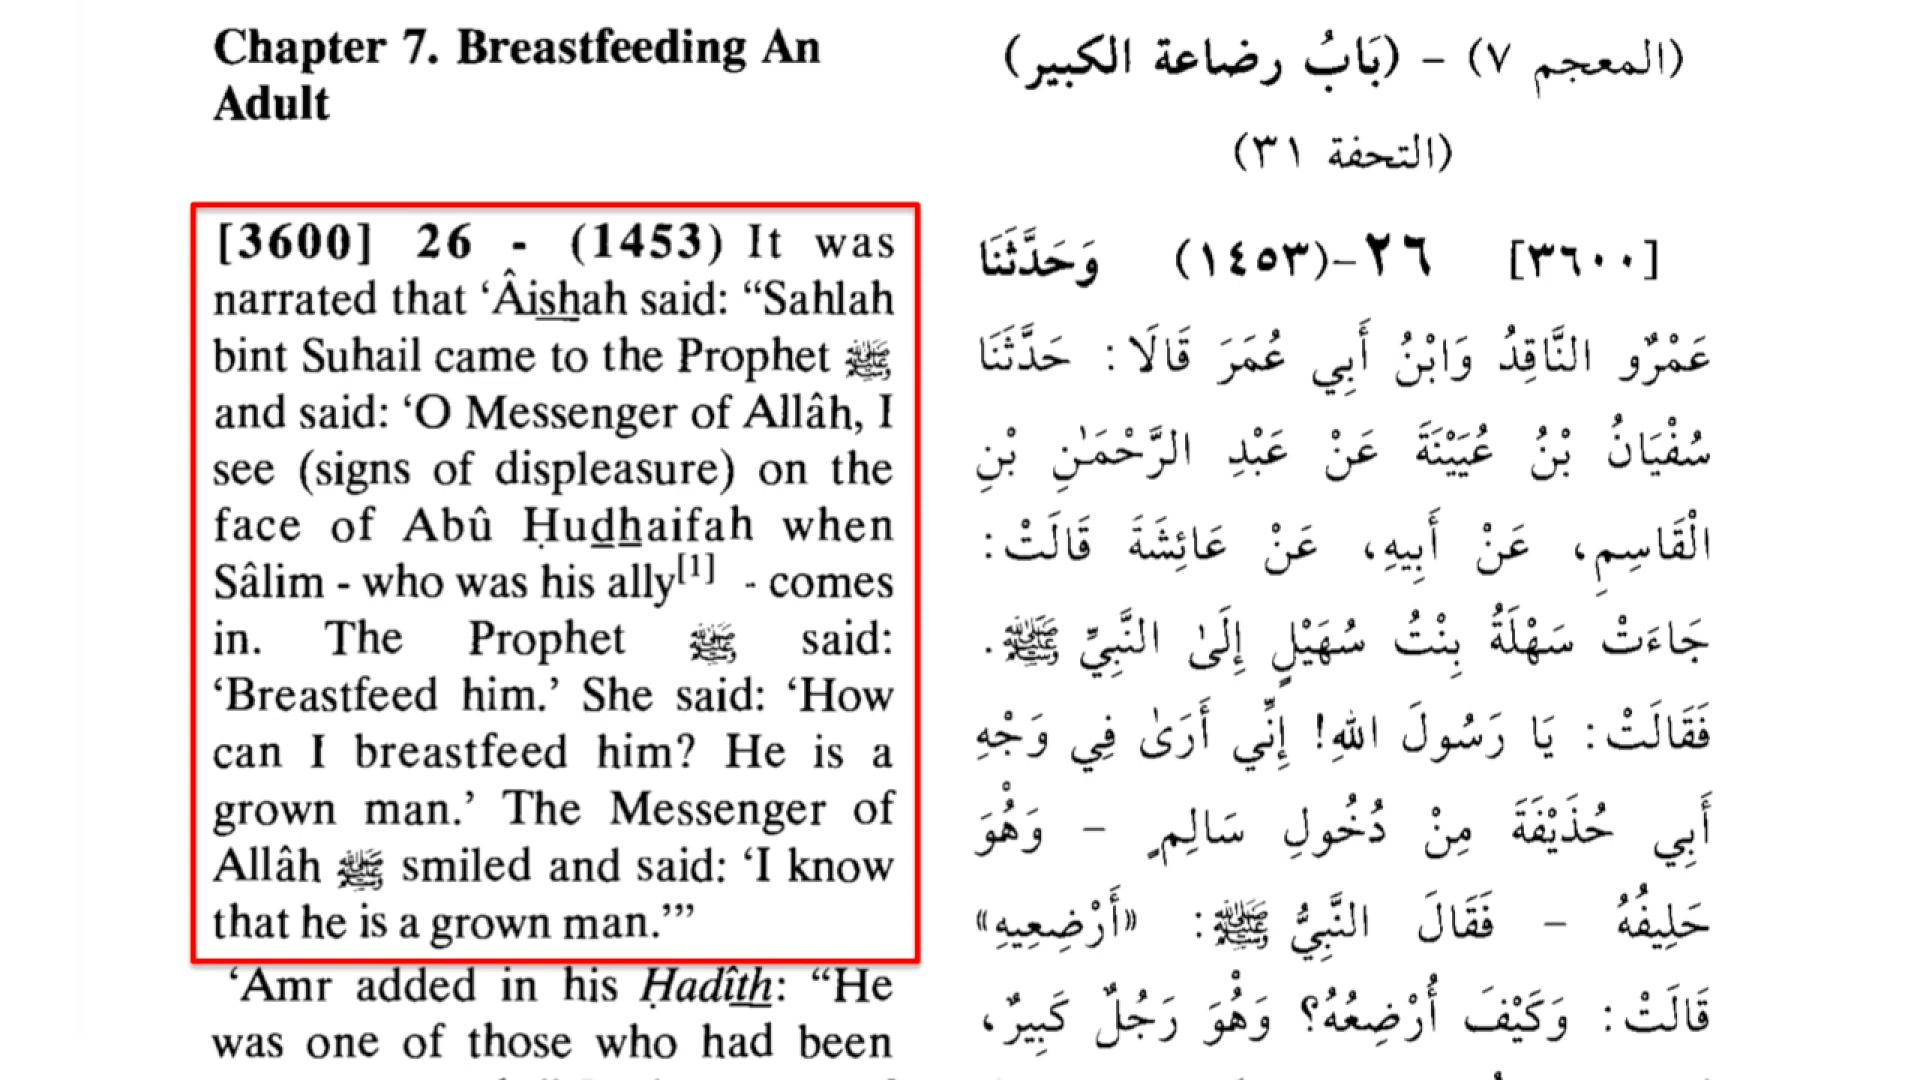 Chapter 7. Breastfeeding An
Adult
[3600] 26 - (1453) It was
narrated that ‘Âishah said: “Sahlah
bint Suhail came to the Prophet ﷺ
and said: ‘O Messenger of Allâh, I
see (signs of displeasure) on the
face of Abû Ḥudhaifah when
Sâlim - who was his ally[1] - comes
in. The Prophet ﷺ said:
‘Breastfeed him.’ She said: ‘How
can I breastfeed him? He is a
grown man.’ The Messenger of
Allâh ﷺ smiled and said: ‘I know
that he is a grown man.’”
‘Amr added in his Ḥadîth: “He
was one of those who had been
(المعجم ٧) - (بَابُ رضاعة الكبير)
(التحفة ٣١)
[٣٦٠٠] ٢٦-(١٤٥٣) وَحَدَّثَنَا
عَمْرٌو النَّاقِدُ وَابْنُ أَبِي عُمَرَ قَالَا: حَدَّثَنَا
سُفْيَانُ بْنُ عُيَيْنَةَ عَنْ عَبْدِ الرَّحْمَـٰنِ بْنِ
الْقَاسِمِ، عَنْ أَبِيهِ، عَنْ عَائِشَةَ قَالَتْ:
جَاءَتْ سَهْلَةُ بِنْتُ سُهَيْلٍ إِلَىٰ النَّبِيِّ ﷺ.
فَقَالَتْ: يَا رَسُولَ اللهِ! إِنِّي أَرَىٰ فِي وَجْهِ
أَبِي حُذَيْفَةَ مِنْ دُخُولِ سَالِمٍ - وَهُوَ
حَلِيفُهُ - فَقَالَ النَّبِيُّ ﷺ: «أَرْضِعِيهِ»
قَالَتْ: وَكَيْفَ أُرْضِعُهُ؟ وَهُوَ رَجُلٌ كَبِيرٌ،